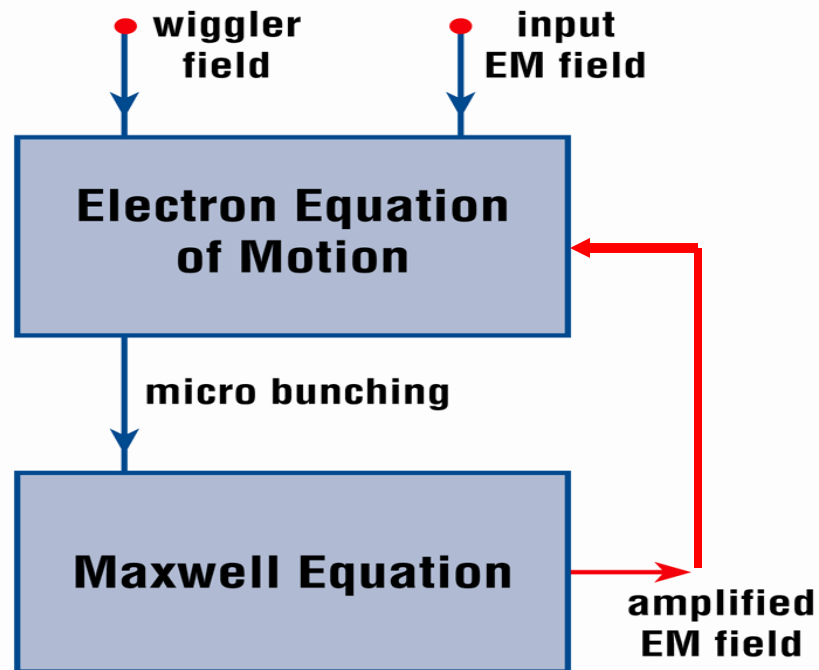 wiggler
field
input
EM field
Electron Equation
of Motion
micro bunching
Maxwell Equation
amplified
EM field